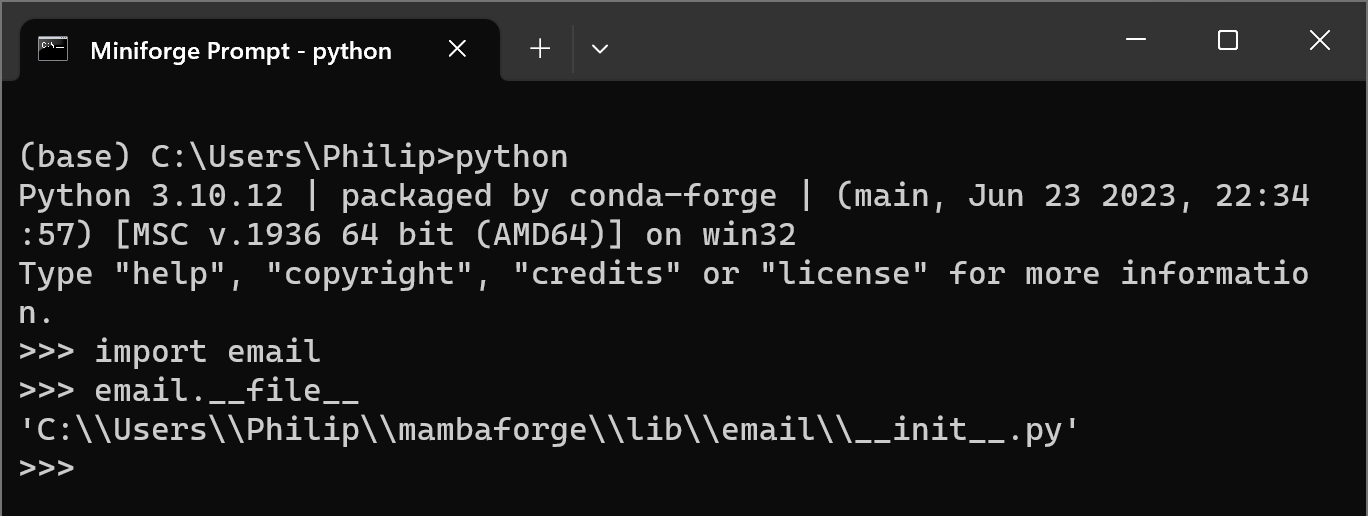 Miniforge Prompt - python
(base) C:\Users\Philip>python
Python 3.10.12 | packaged by conda-forge | (main, Jun 23 2023, 22:34
:57) [MSC v.1936 64 bit (AMD64)] on win32
Type "help", "copyright", "credits" or "license" for more informatio
n.
>>> import email
>>> email.__file__
'C:\\Users\\Philip\\mambaforge\\lib\\email\\__init__.py'
>>>